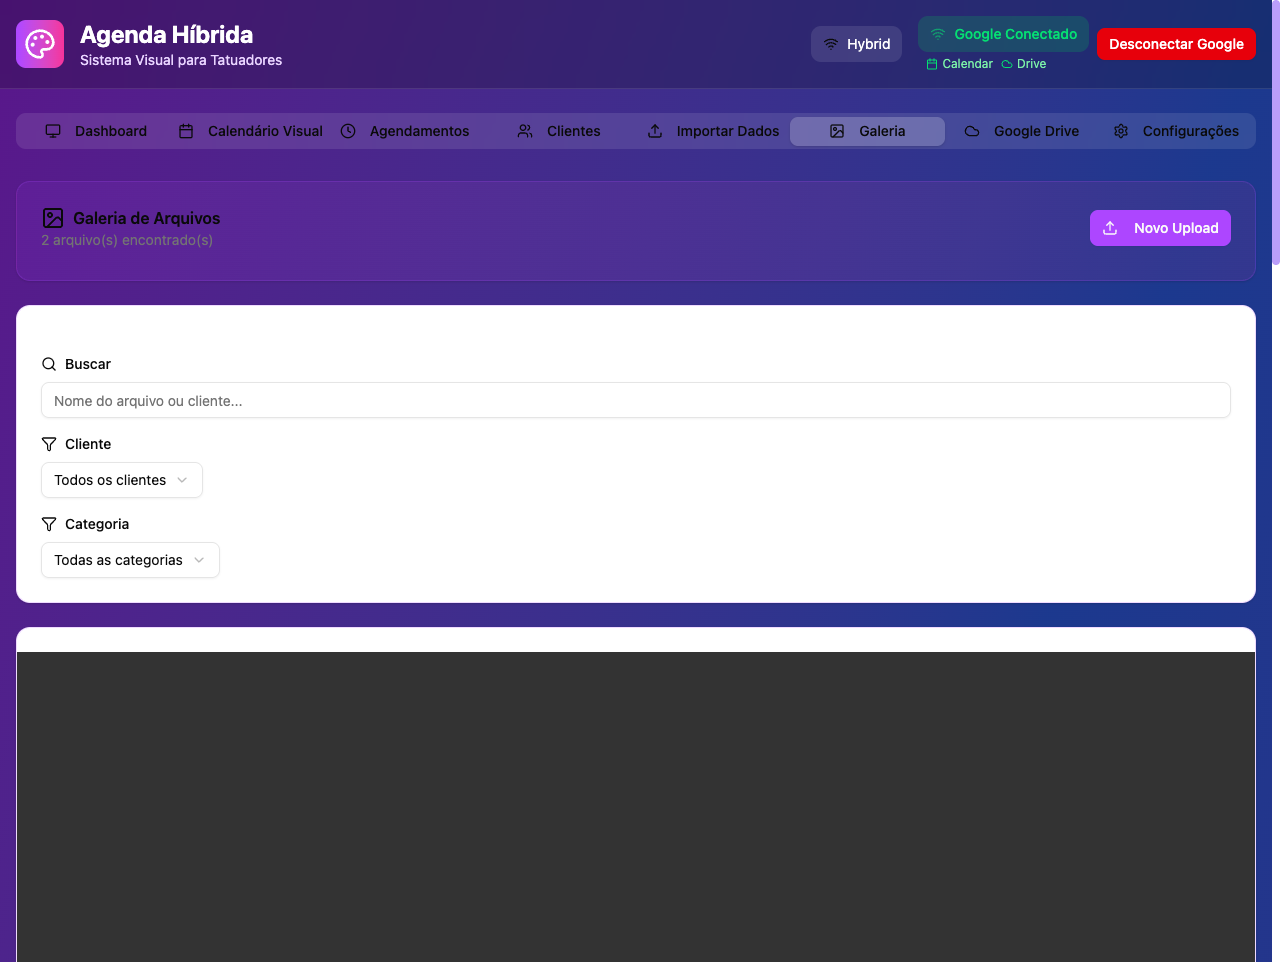 Agenda Híbrida
Sistema Visual para Tatuadores
Hybrid
Google Conectado
Calendar
Drive
Desconectar Google
Dashboard
Calendário Visual
Agendamentos
Clientes
Importar Dados
Galeria
Google Drive
Configurações
Galeria de Arquivos
2 arquivo(s) encontrado(s)
Novo Upload
Buscar
Nome do arquivo ou cliente...
Cliente
Todos os clientes
Categoria
Todas as categorias